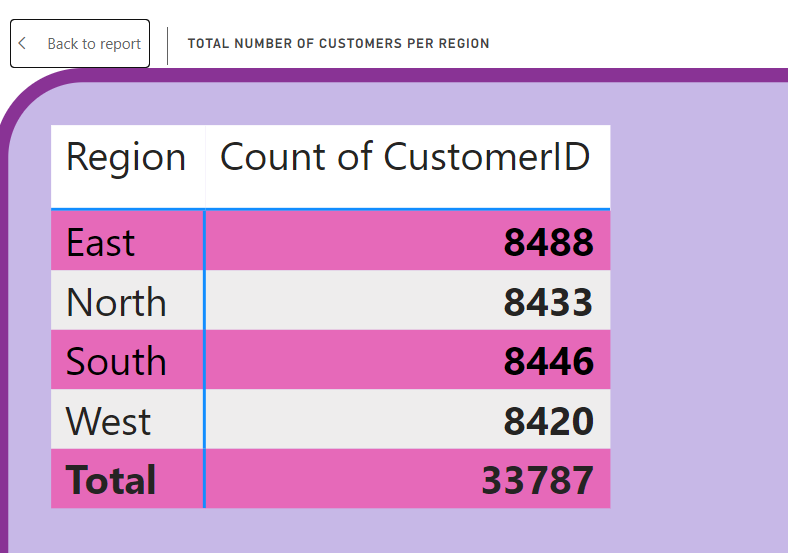 Back to report
TOTAL NUMBER OF CUSTOMERS PER REGION
Region Count of CustomerID
East 8488
North 8433
South 8446
West 8420
Total 33787